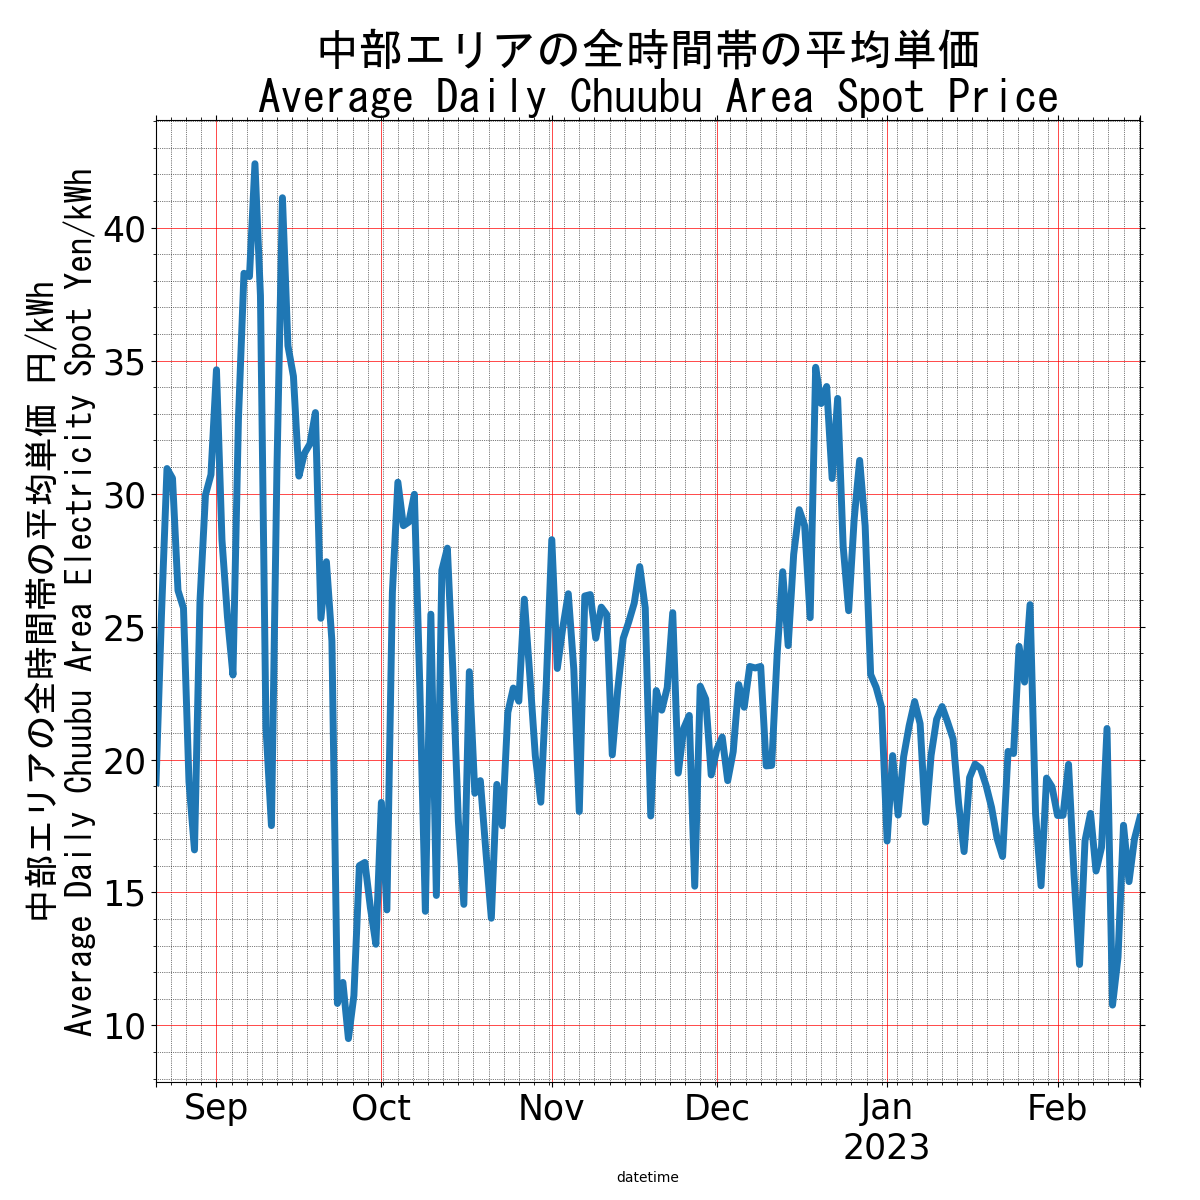 中部エリアの全時間帯の平均単価
Average Daily Chuubu Area Spot Price
中部エリアの全時間帯の平均単価 円/kWh
Average Daily Chuubu Area Electricity Spot Yen/kWh
40
35
30
25
20
15
10
Sep Oct Nov Dec Jan Feb
2023
datetime